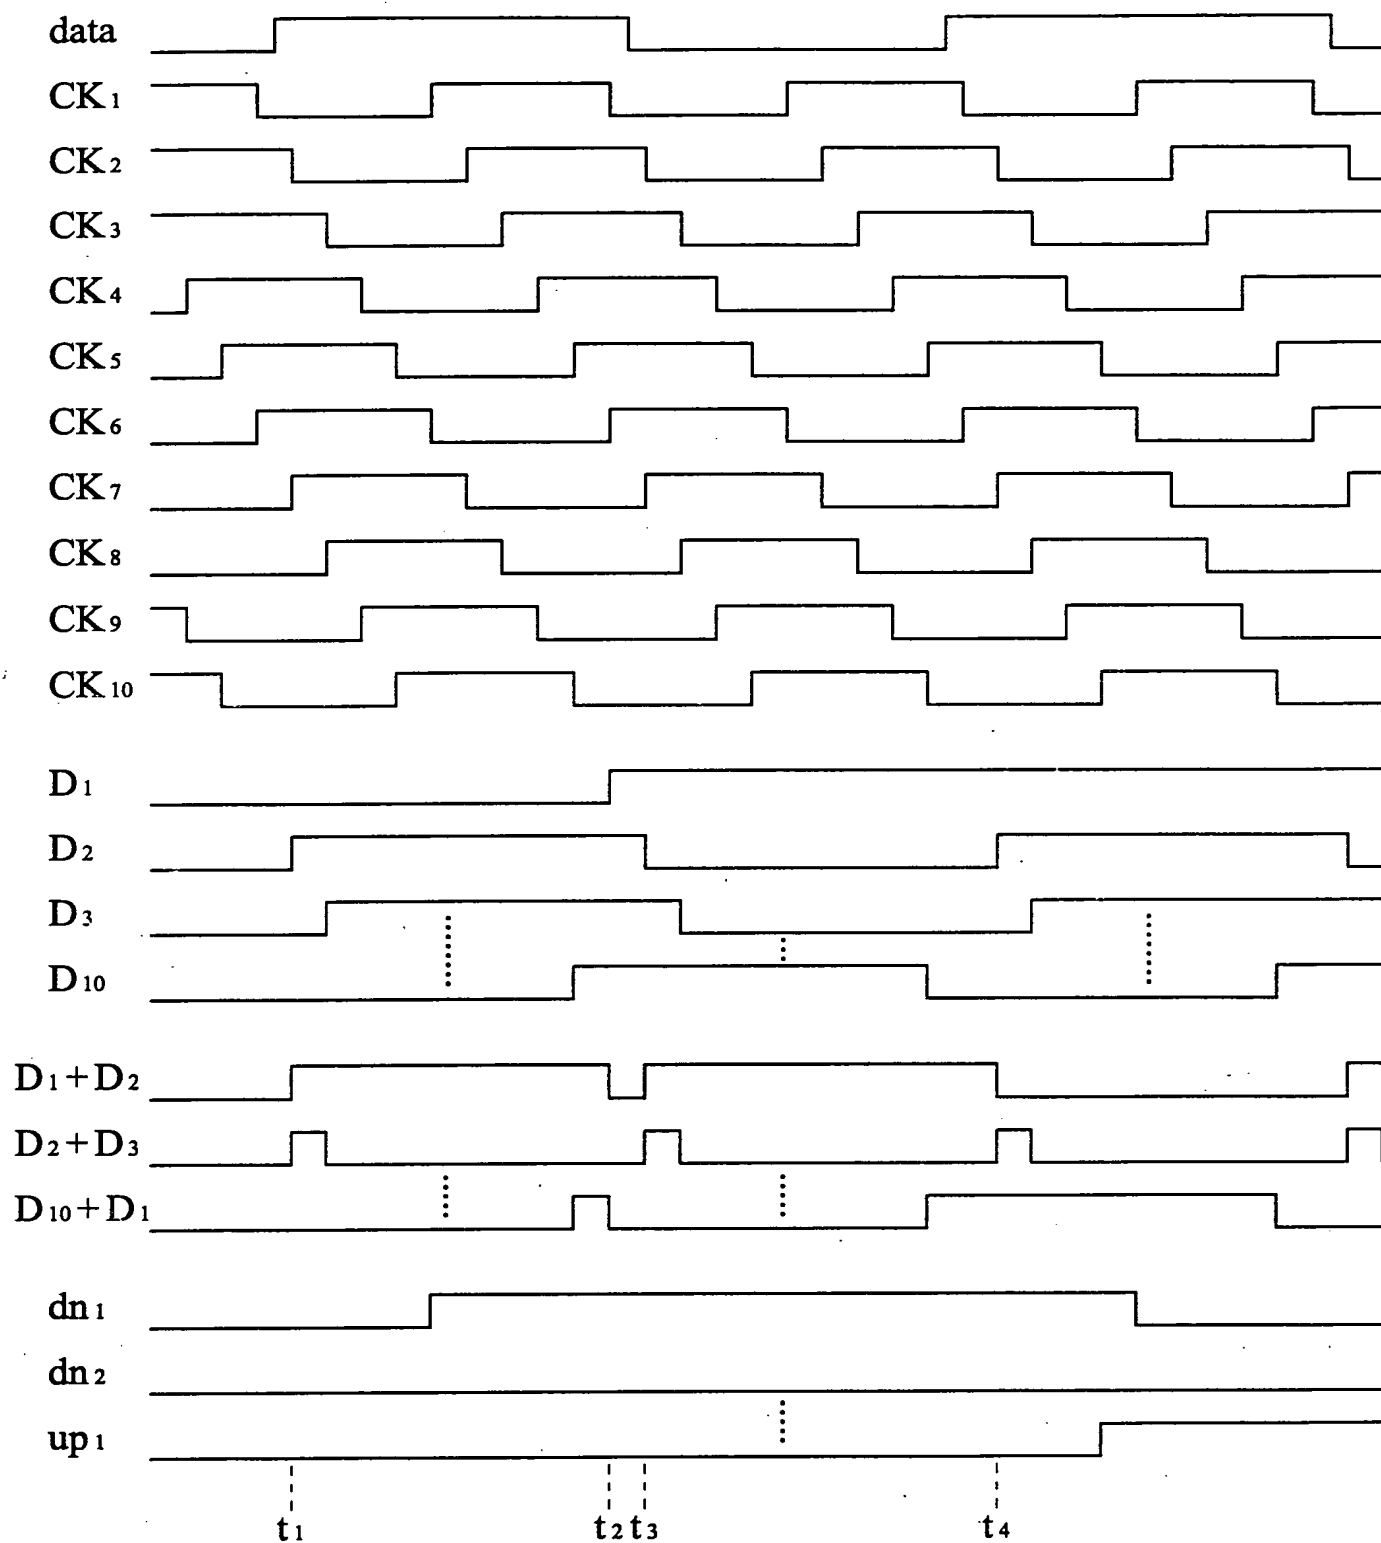 data
CK₁
CK₂
CK₃
CK₄
CK₅
CK₆
CK₇
CK₈
CK₉
CK₁₀
D₁
D₂
D₃
D₁₀
D₁+D₂
D₂+D₃
D₁₀+D₁
dn₁
dn₂
up₁
t₁ t₂ t₃ t₄